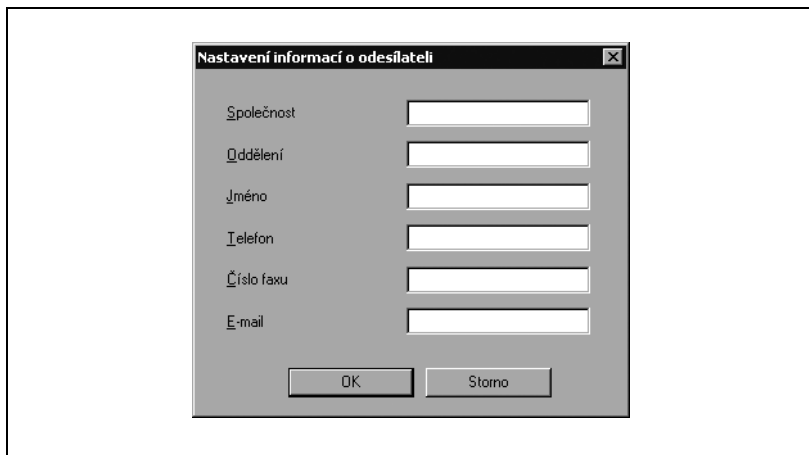 Nastavení informací o odesílateli
Společnost
Oddělení
Jméno
Telefon
Číslo faxu
E-mail
OK Storno